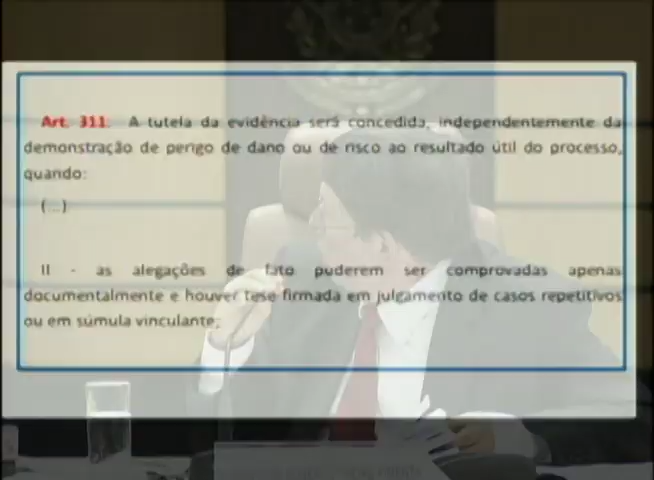 Art. 311. A tutela da evidência será concedida, independentemente da
demonstração de perigo de dano ou de risco ao resultado útil do processo,
quando:
(...)
II - as alegações de fato puderem ser comprovadas apenas
documentalmente e houver tese firmada em julgamento de casos repetitivos
ou em súmula vinculante;